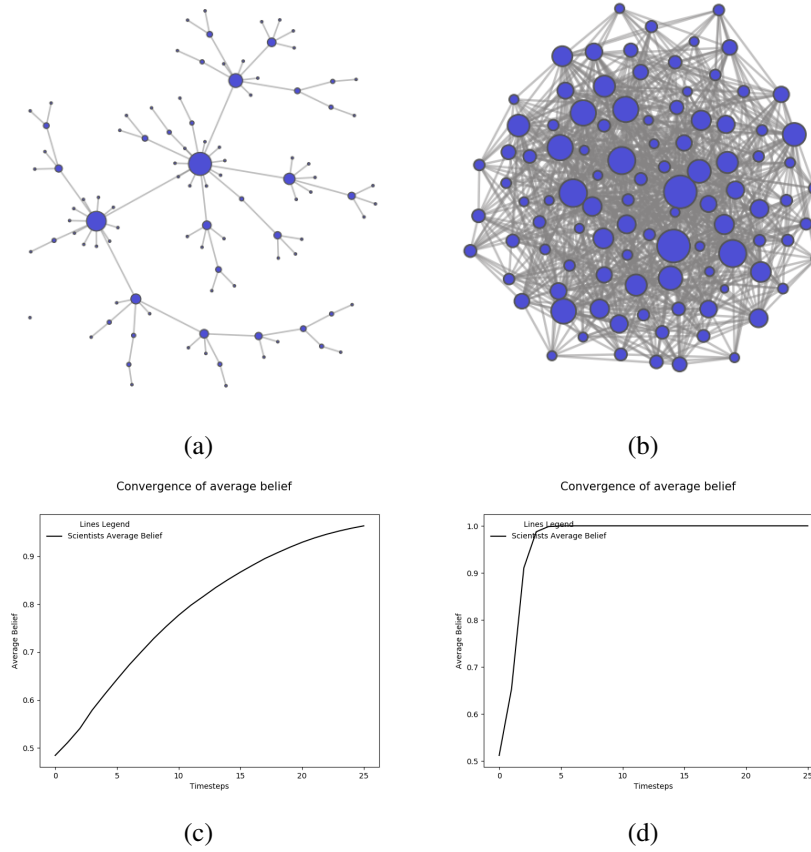 (a)
(b)
Convergence of average belief
Lines Legend
Scientists Average Belief
0.9
0.8
0.7
0.6
0.5
Average Belief
0 5 10 15 20 25
Timesteps
(c)
Convergence of average belief
Lines Legend
Scientists Average Belief
1.0
0.9
0.8
0.7
0.6
0.5
Average Belief
0 5 10 15 20 25
Timesteps
(d)